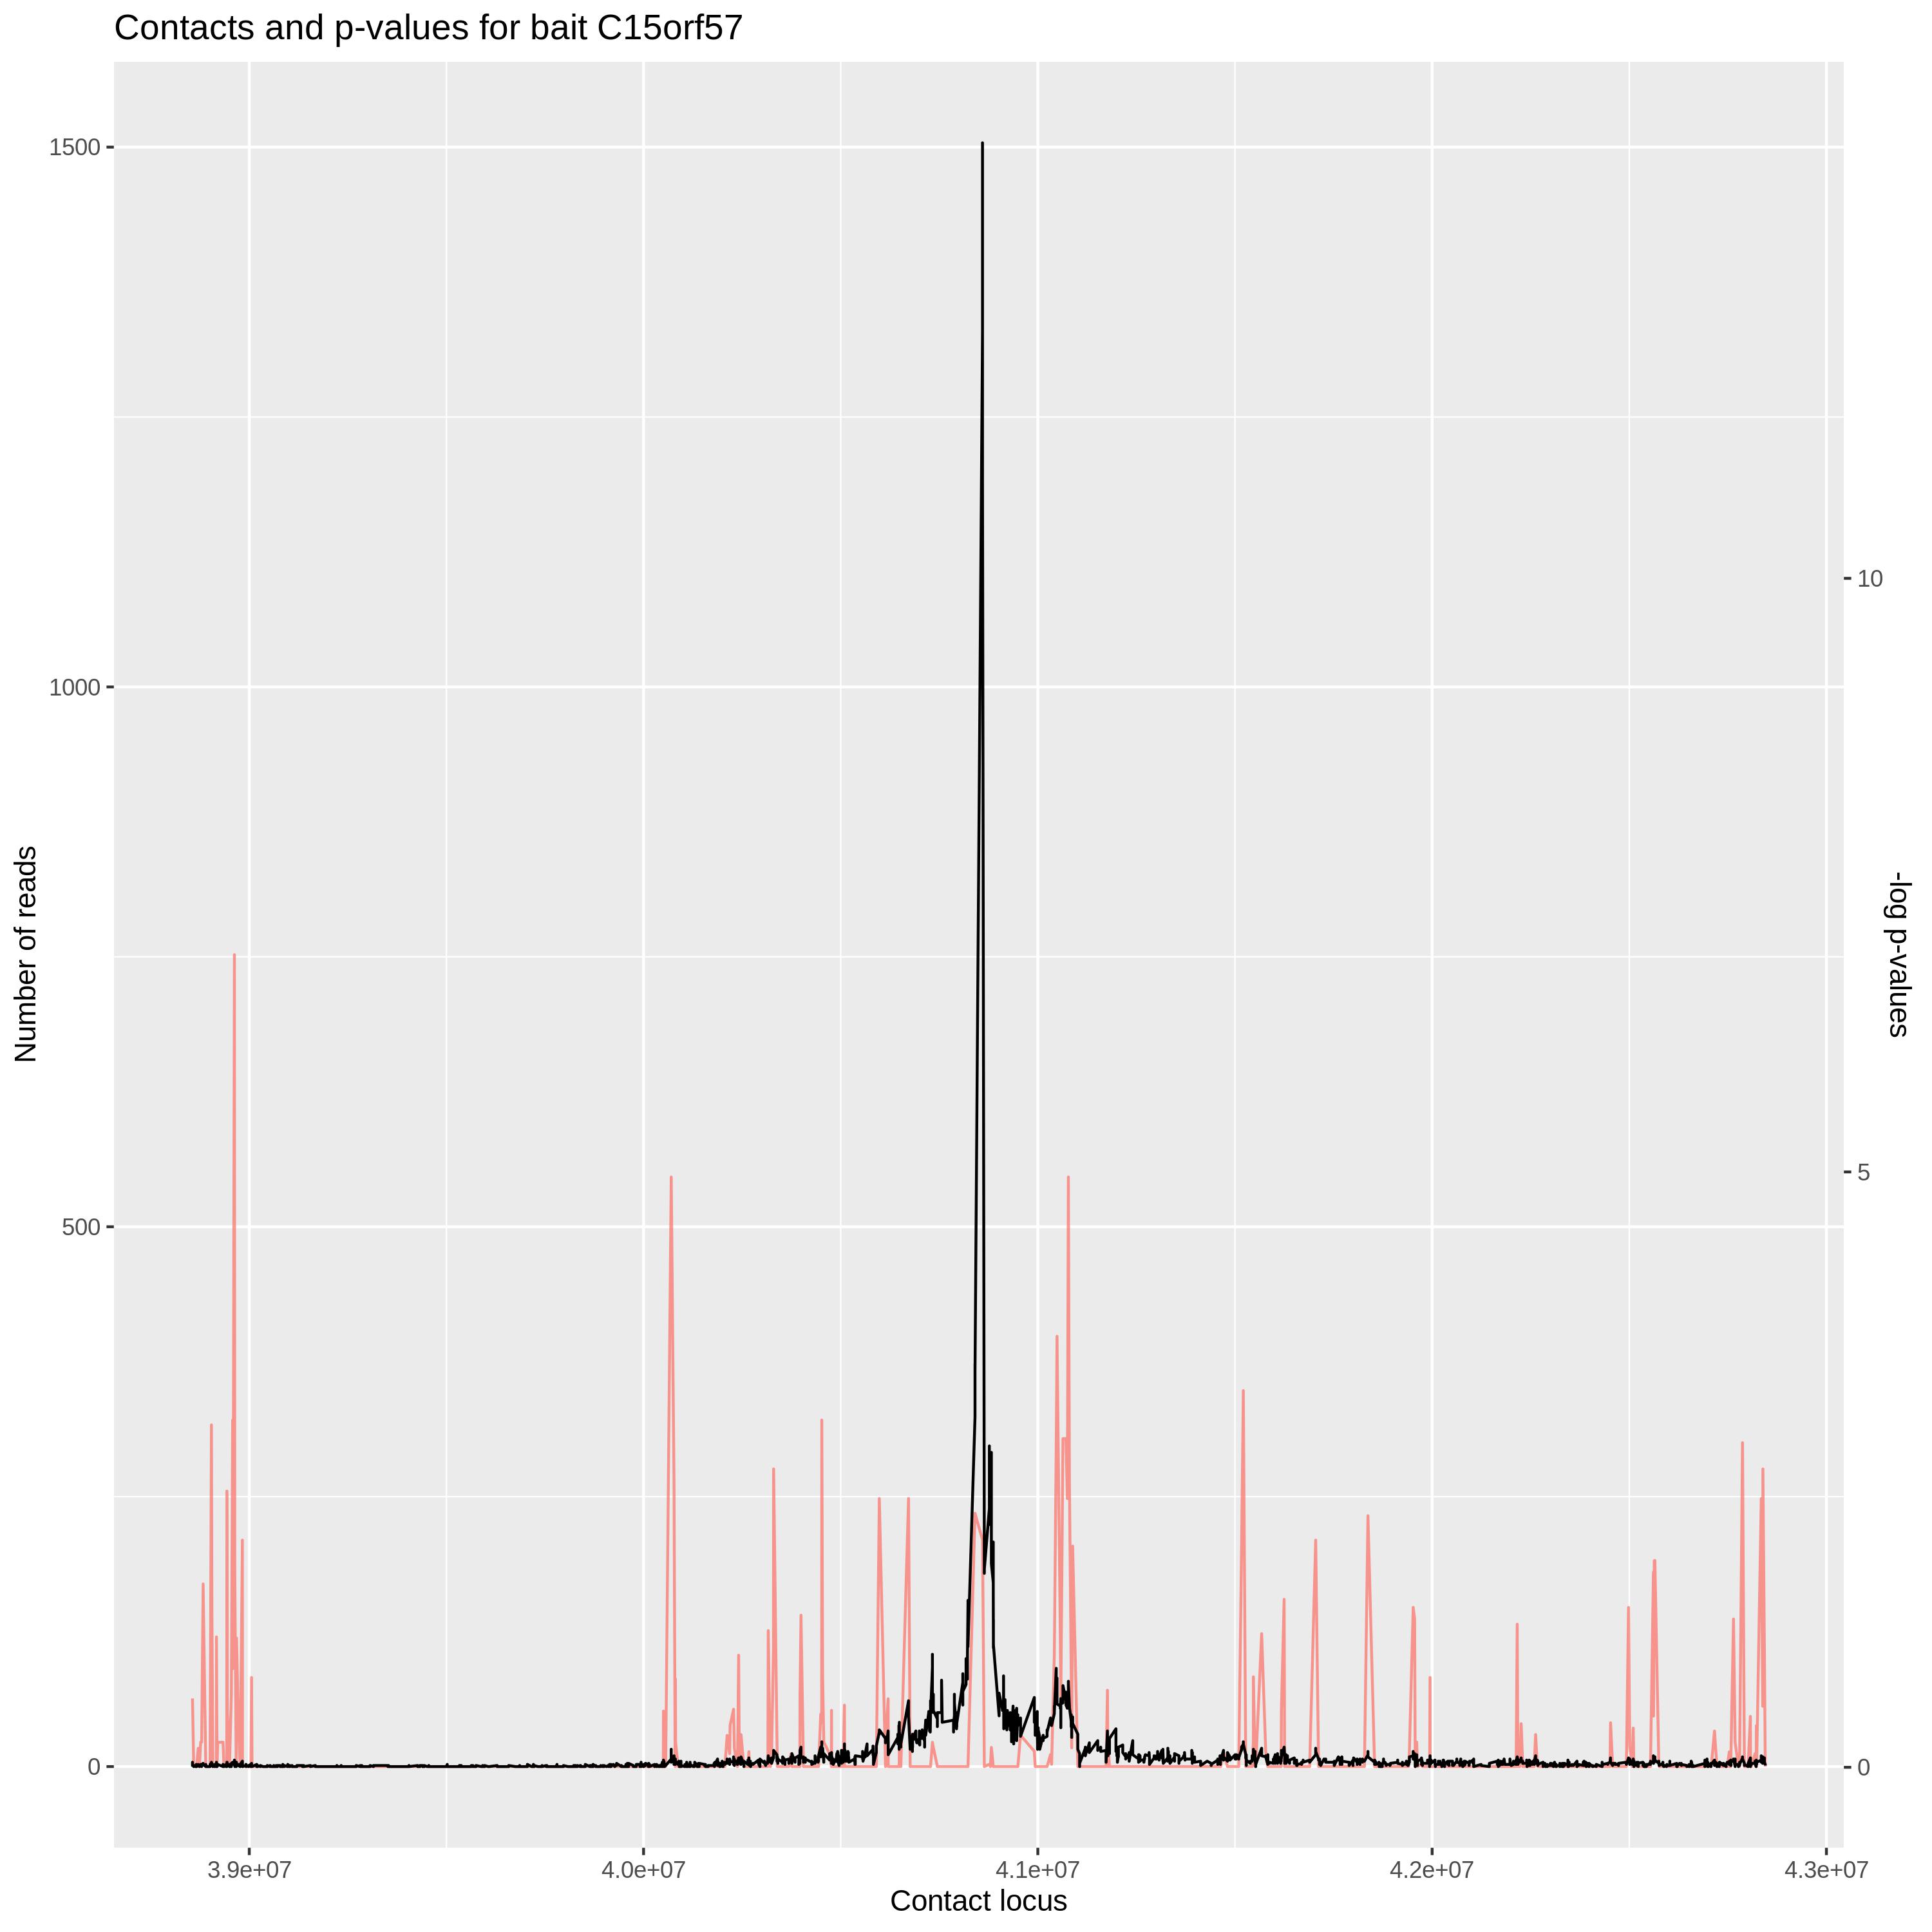 Contacts and p-values for bait C15orf57
1500
1000
500
0
Number of reads
10
5
0
-log p-values
3.9e+07 4.0e+07 4.1e+07 4.2e+07 4.3e+07
Contact locus